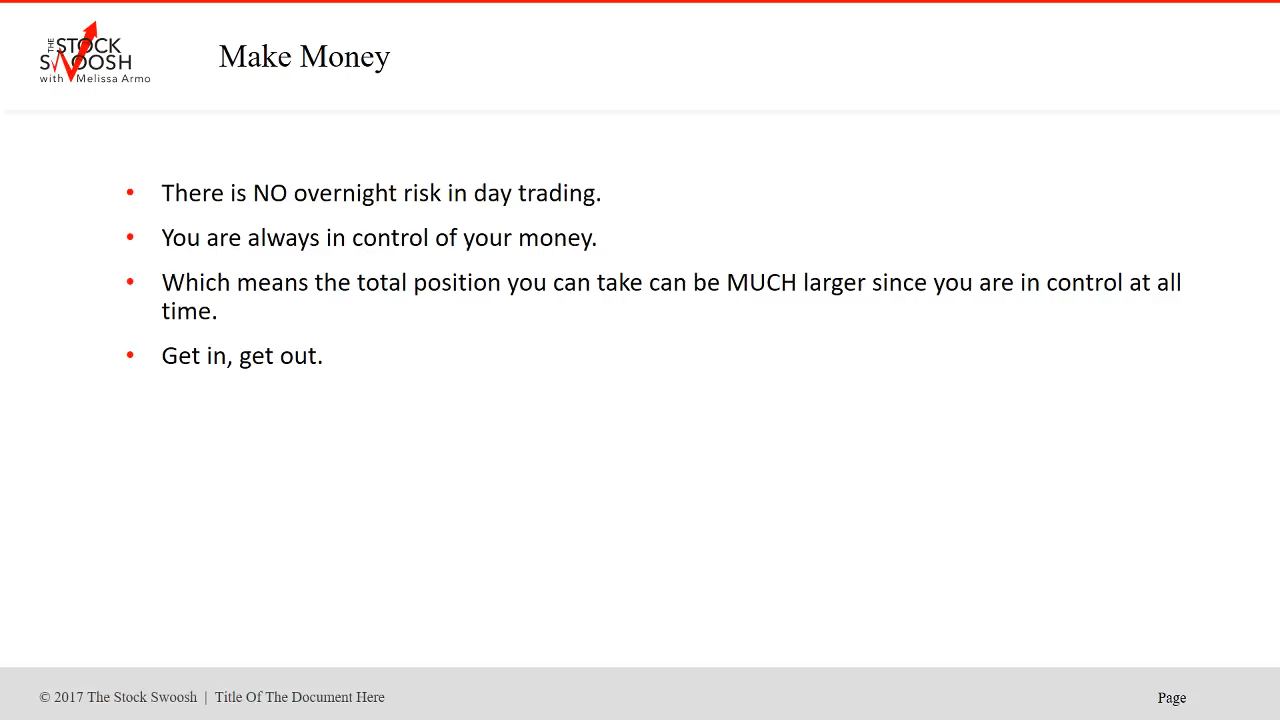 THE STOCK
SWOOSH
with Melissa Armo
Make Money
• There is NO overnight risk in day trading.
• You are always in control of your money.
• Which means the total position you can take can be MUCH larger since you are in control at all
time.
• Get in, get out.
© 2017 The Stock Swoosh | Title Of The Document Here
Page